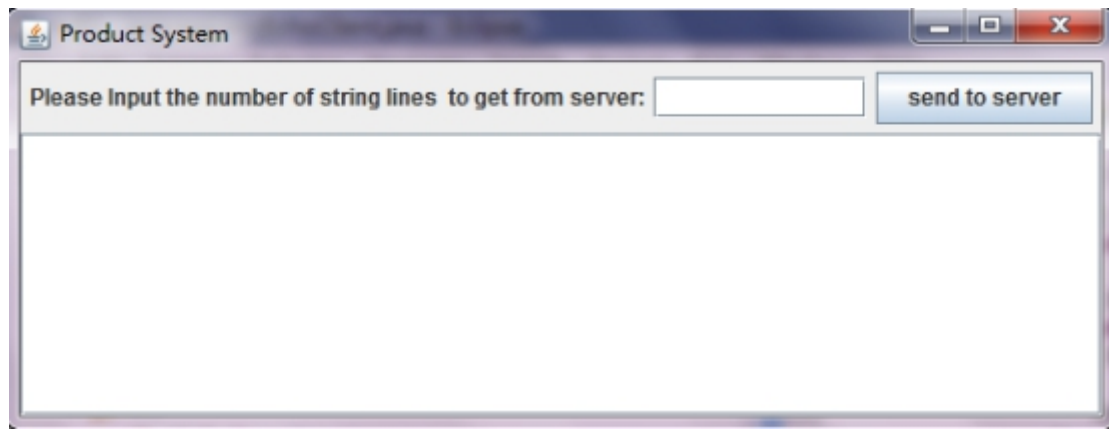 Product System
Please Input the number of string lines  to get from server:
send to server